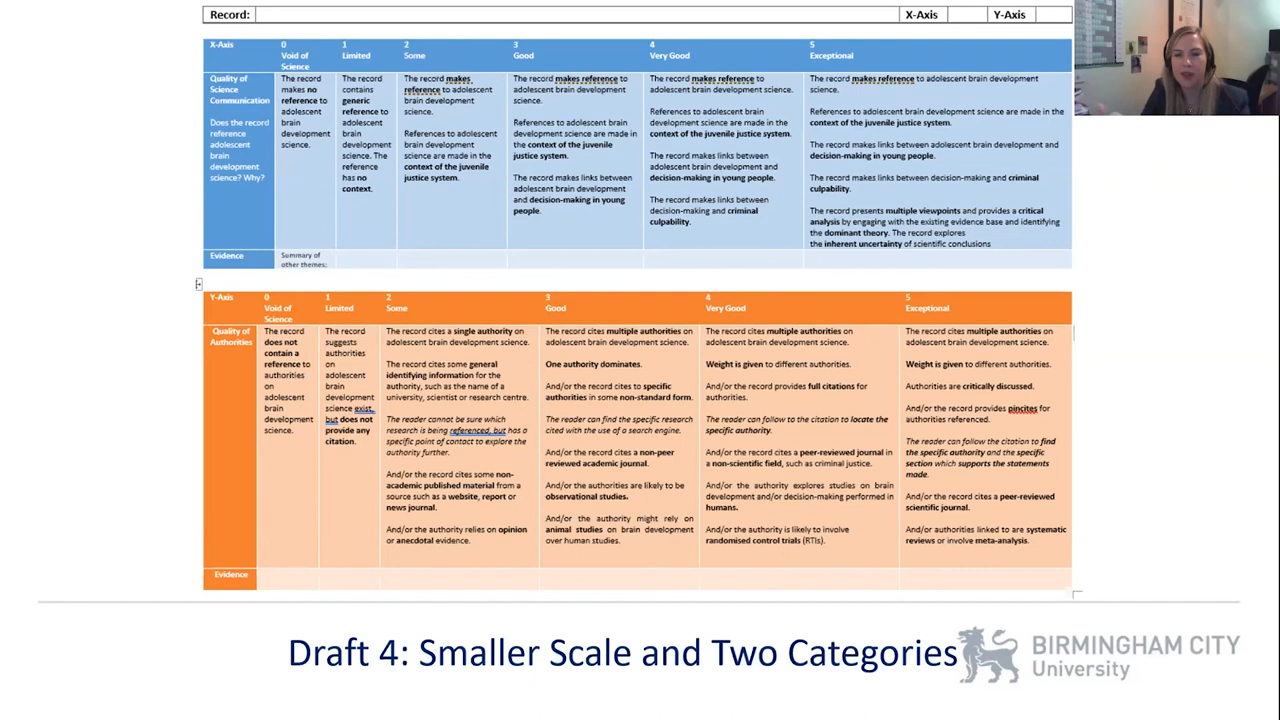 Record: X-Axis Y-Axis
X-Axis 0 1 2 3 4 5
Void of Science Limited Some Good Very Good Exceptional
Quality of
Science
Communication
Does the record
reference
adolescent
brain
development
science? Why?
The record
makes no
reference to
adolescent
brain
development
science.
The record
contains
generic
reference to
adolescent
brain
development
science. The
reference
has no
context.
The record makes
reference to adolescent
brain development
science.
References to adolescent
brain development
science are made in the
context of the juvenile
justice system.
The record makes reference to
adolescent brain development
science.
References to adolescent brain
development science are made in
the context of the juvenile
justice system.
The record makes links between
adolescent brain development
and decision-making in young
people.
The record makes reference to
adolescent brain development science.
References to adolescent brain
development science are made in the
context of the juvenile justice system.
The record makes links between
adolescent brain development and
decision-making in young people.
The record makes links between
decision-making and criminal
culpability.
The record makes reference to adolescent brain development
science.
References to adolescent brain development science are made in the
context of the juvenile justice system.
The record makes links between adolescent brain development and
decision-making in young people.
The record makes links between decision-making and criminal
culpability.
The record presents multiple viewpoints and provides a critical
analysis by engaging with the existing evidence base and identifying
the dominant theory. The record explores
the inherent uncertainty of scientific conclusions
Evidence
Summary of
other themes:
Y-Axis 0 1 2 3 4 5
Void of Science Limited Some Good Very Good Exceptional
Quality of
Authorities
The record
does not
contain a
reference to
authorities
on
adolescent
brain
development
science.
The record
suggests
authorities
on
adolescent
brain
development
science exist,
but does not
provide any
citation.
The record cites a single authority on
adolescent brain development science.
The record cites some general
identifying information for the
authority, such as the name of a
university, scientist or research centre.
The reader cannot be sure which
research is being referenced, but has a
specific point of contact to explore the
authority further.
And/or the record cites some non-
academic published material from a
source such as a website, report or
news journal.
And/or the authority relies on opinion
or anecdotal evidence.
The record cites multiple authorities on
adolescent brain development science.
One authority dominates.
And/or the record cites to specific
authorities in some non-standard form.
The reader can find the specific research
cited with the use of a search engine.
And/or the record cites a non-peer
reviewed academic journal.
And/or the authorities are likely to be
observational studies.
And/or the authority might rely on
animal studies on brain development
over human studies.
The record cites multiple authorities on
adolescent brain development science.
Weight is given to different authorities.
And/or the record provides full citations for
authorities.
The reader can follow to the citation to locate the
specific authority.
And/or the record cites a peer-reviewed journal in
a non-scientific field, such as criminal justice.
And/or the authority explores studies on brain
development and/or decision-making performed in
humans.
And/or the authority is likely to involve
randomised control trials (RTIs).
The record cites multiple authorities on
adolescent brain development science.
Weight is given to different authorities.
Authorities are critically discussed.
And/or the record provides pincites for
authorities referenced.
The reader can follow the citation to find
the specific authority and the specific
section which supports the statements
made.
And/or the record cites a peer-reviewed
scientific journal.
And/or authorities linked to are systematic
reviews or involve meta-analysis.
Evidence
Draft 4: Smaller Scale and Two Categories
BIRMINGHAM CITY
University